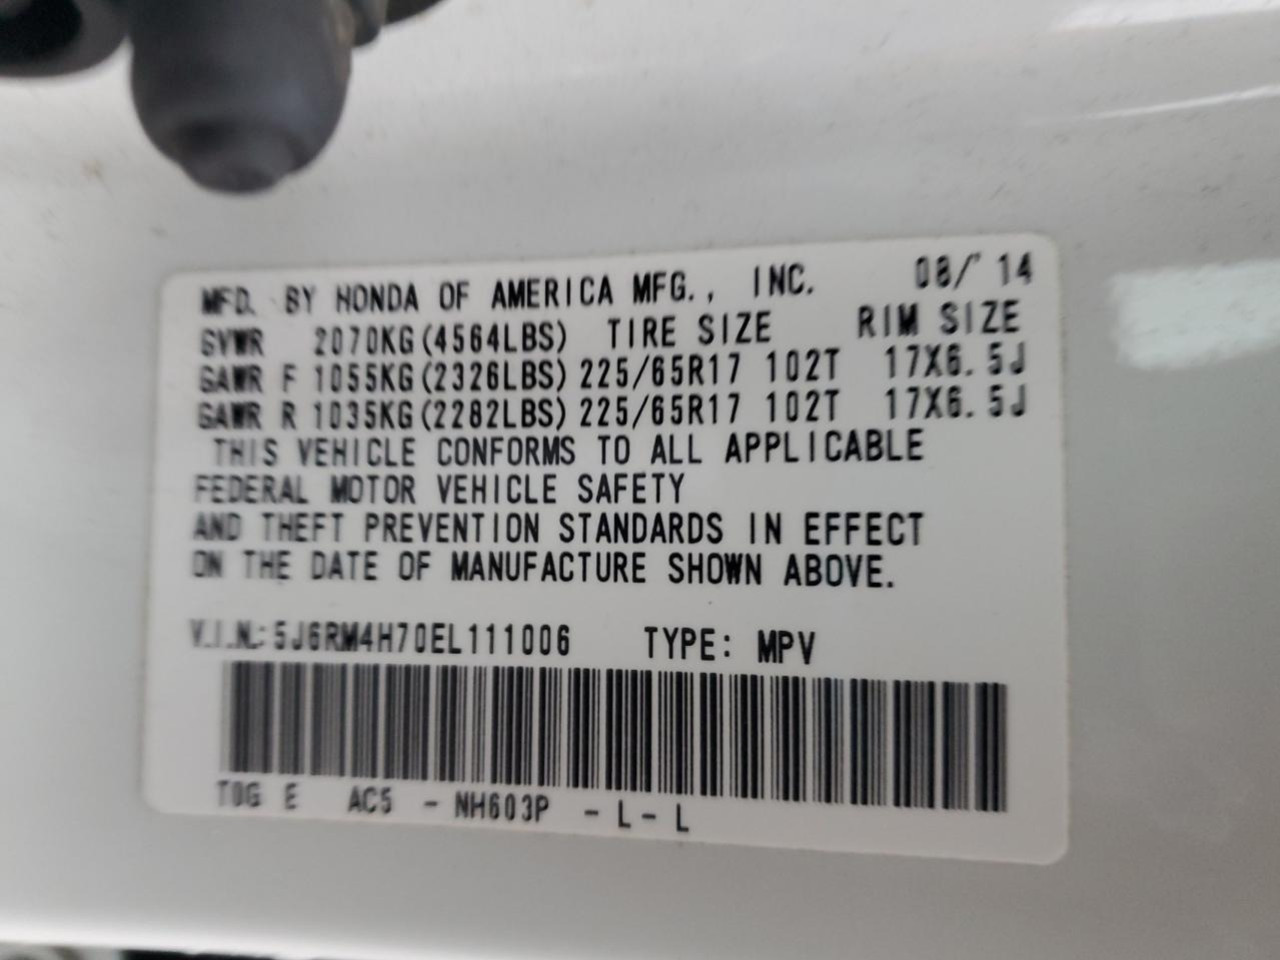 MFD. BY HONDA OF AMERICA MFG., INC. 08/'14
GVWR 2070KG(4564LBS) TIRE SIZE RIM SIZE
GAWR F 1055KG(2326LBS) 225/65R17 102T 17X6.5J
GAWR R 1035KG(2282LBS) 225/65R17 102T 17X6.5J
THIS VEHICLE CONFORMS TO ALL APPLICABLE
FEDERAL MOTOR VEHICLE SAFETY
AND THEFT PREVENTION STANDARDS IN EFFECT
ON THE DATE OF MANUFACTURE SHOWN ABOVE.
V.I.N.: 5J6RM4H70EL111006 TYPE: MPV
T0G E AC5 - NH603P - L - L